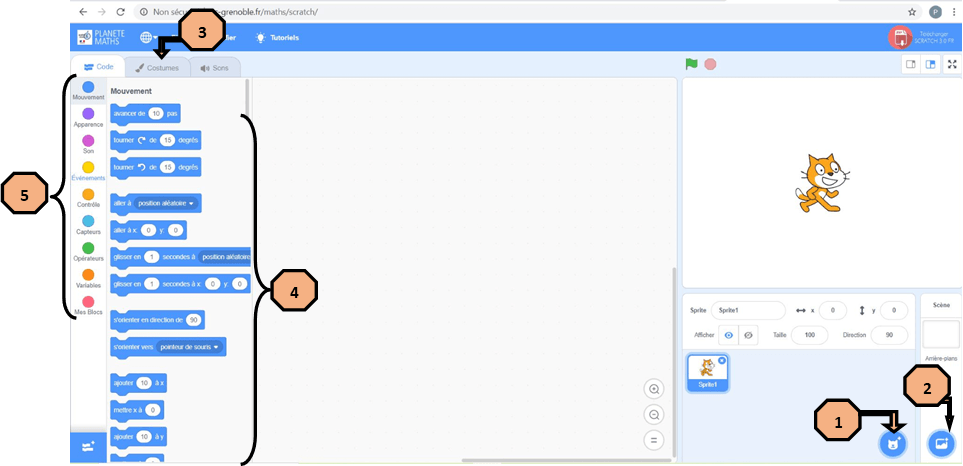 Non sécu -grenoble.fr/maths/scratch/
P
PLANETE MATHS
ier
Tutoriels
Télécharger
SCRATCH 3.0 FR
3
Code
Costumes
Sons
Mouvement
Apparence
Son
Événements
Contrôle
Capteurs
Opérateurs
Variables
Mes Blocs
5
Mouvement
avancer de 10 pas
tourner de 15 degrés
tourner de 15 degrés
aller à position aléatoire
aller à x: 0 y: 0
glisser en 1 secondes à position aléatoire
glisser en 1 secondes à x: 0 y: 0
s'orienter en direction de 90
s'orienter vers pointeur de souris
ajouter 10 à x
mettre x à 0
ajouter 10 à y
4
Sprite Sprite1 x 0 y 0
Afficher Taille 100 Direction 90
Sprite1
Scène
Arrière-plans
1
2